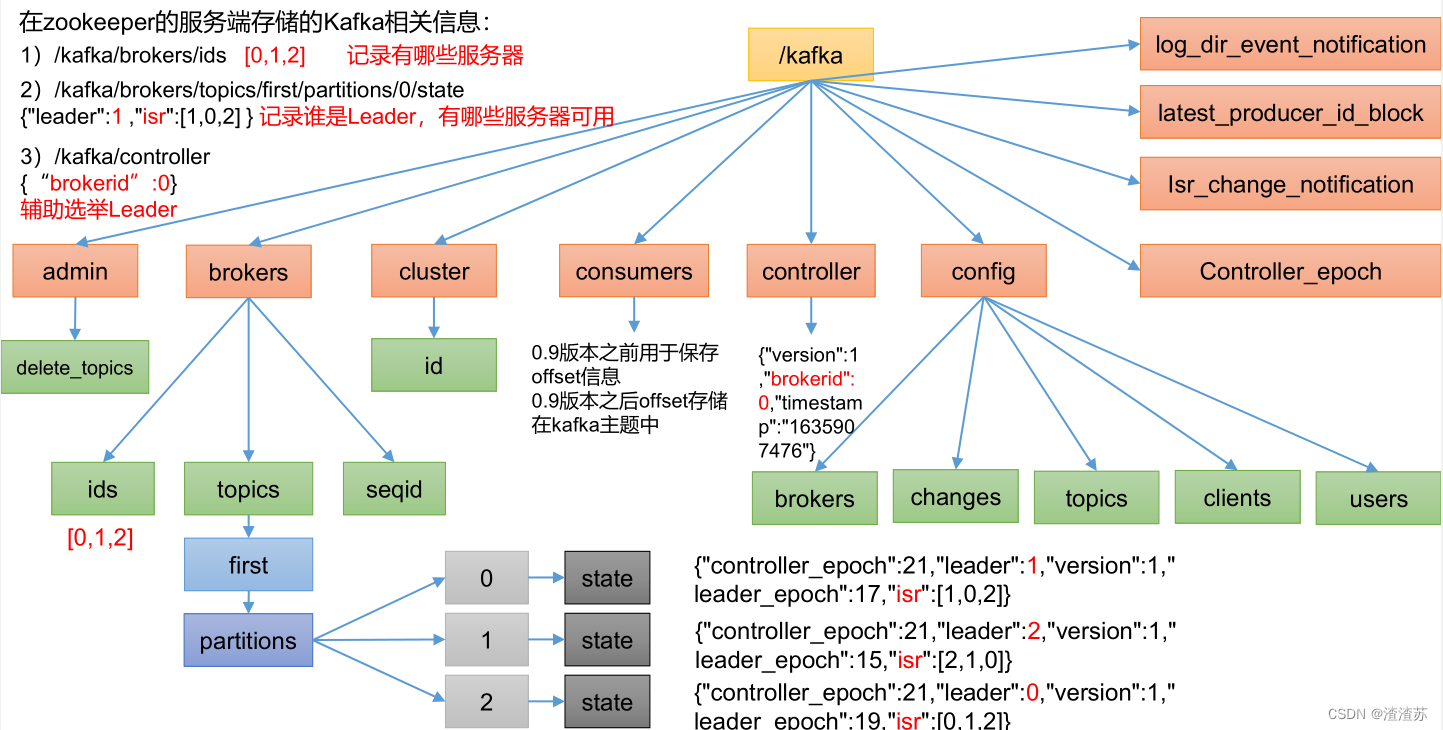 在zookeeper的服务端存储的Kafka相关信息：
1）/kafka/brokers/ids [0,1,2] 记录有哪些服务器
2）/kafka/brokers/topics/first/partitions/0/state
{"leader":1 ,"isr":[1,0,2] } 记录谁是Leader，有哪些服务器可用
3）/kafka/controller
{ “brokerid” :0}
辅助选举Leader
/kafka
log_dir_event_notification
latest_producer_id_block
Isr_change_notification
Controller_epoch
admin
brokers
cluster
consumers
controller
config
delete_topics
id
0.9版本之前用于保存
offset信息
0.9版本之后offset存储
在kafka主题中
{"version":1
,"brokerid":
0,"timestam
p":"163590
7476"}
ids
topics
seqid
brokers
changes
topics
clients
users
[0,1,2]
first
partitions
0
state
{"controller_epoch":21,"leader":1,"version":1,"
leader_epoch":17,"isr":[1,0,2]}
1
state
{"controller_epoch":21,"leader":2,"version":1,"
leader_epoch":15,"isr":[2,1,0]}
2
state
{"controller_epoch":21,"leader":0,"version":1,"
leader_epoch":19,"isr":[0,1,2]}
CSDN @渣渣苏